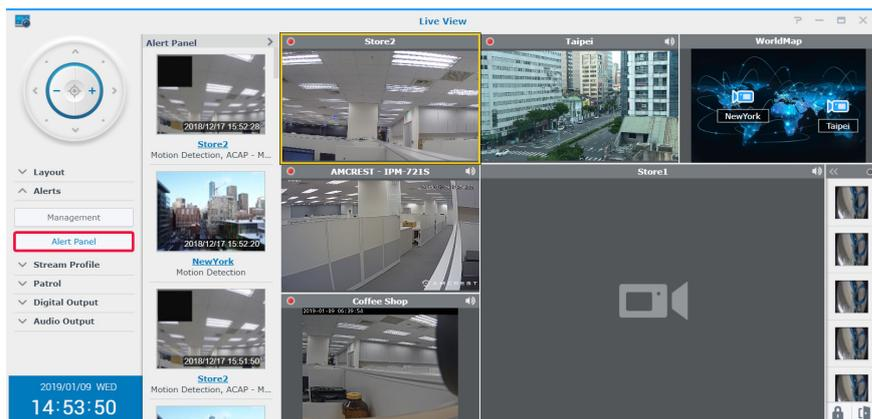 Live View
Layout
Alerts
Management
Alert Panel
Stream Profile
Patrol
Digital Output
Audio Output
2019/01/09 WED
14:53:50
Alert Panel
2018/12/17 15:52:28
Store2
Motion Detection, ACAP - M...
2018/12/17 15:52:20
NewYork
Motion Detection
2018/12/17 15:51:50
Store2
Motion Detection, ACAP - M...
Store2
Taipei
WorldMap
NewYork
Taipei
AMCREST - IPM-721S
AMCREST
Store1
Coffee Shop
2019-01-09 06:39:54